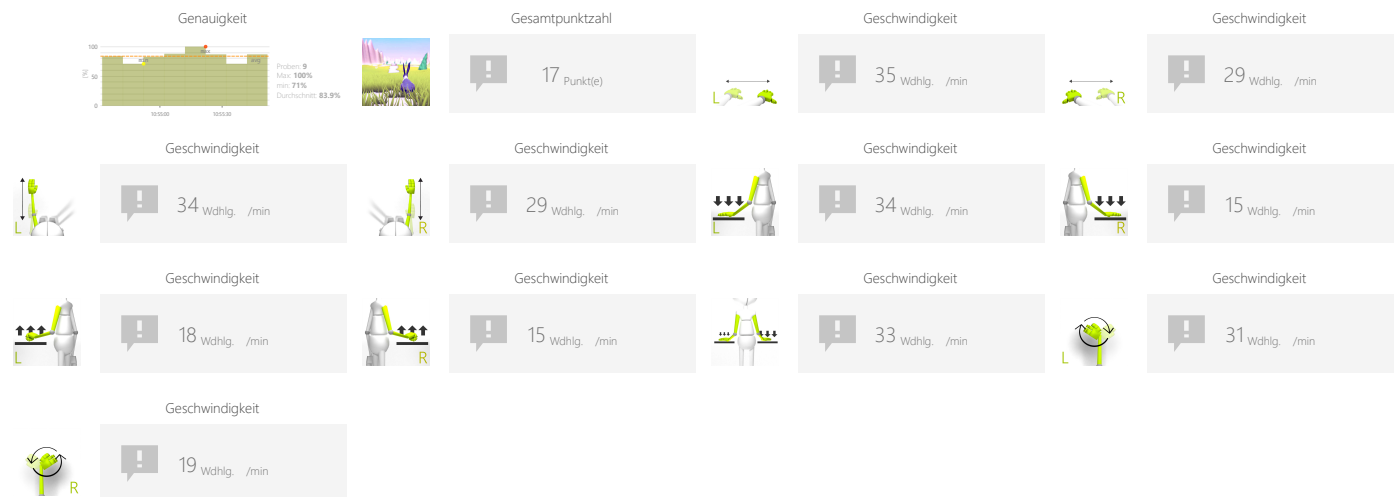 Genauigkeit
100
50
0
[%]
max
min
avg
10:55:00
10:55:30
Proben: 9
Max: 100%
min: 71%
Durchschnitt: 83.9%
Gesamtpunktzahl
17 Punkt(e)
Geschwindigkeit
L
35 Wdhlg. /min
Geschwindigkeit
R
29 Wdhlg. /min
Geschwindigkeit
L
34 Wdhlg. /min
Geschwindigkeit
R
29 Wdhlg. /min
Geschwindigkeit
L
34 Wdhlg. /min
Geschwindigkeit
R
15 Wdhlg. /min
Geschwindigkeit
L
18 Wdhlg. /min
Geschwindigkeit
R
15 Wdhlg. /min
Geschwindigkeit
33 Wdhlg. /min
Geschwindigkeit
L
31 Wdhlg. /min
Geschwindigkeit
R
19 Wdhlg. /min